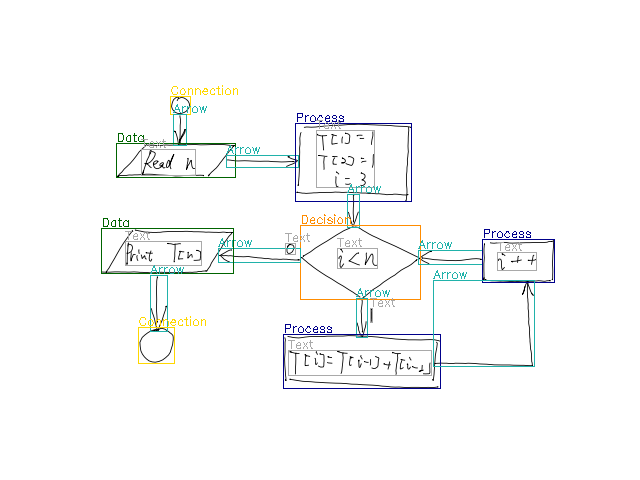 Connection
Arrow
Process
Text
T[1]=1
T[2]=1
i=3
Data
Text
Read n
Arrow
Arrow
Decision
Data
Text
Print T[n]
Arrow
Text
0
Text
i<n
Arrow
Process
Text
i++
Arrow
Arrow
Arrow
Text
1
Connection
Process
Text
T[i]=T[i-1]+T[i-2]